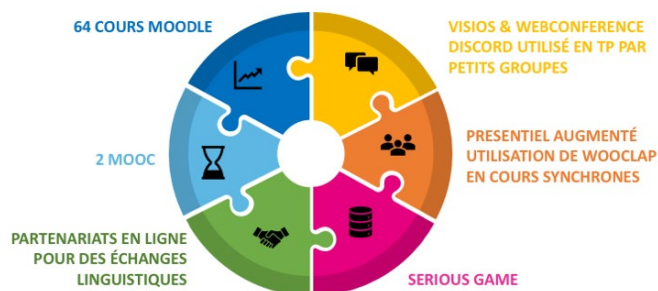 64 COURS MOODLE
VISIOS & WEBCONFERENCE
DISCORD UTILISÉ EN TP PAR
PETITS GROUPES
2 MOOC
PRESENTIEL AUGMENTÉ
UTILISATION DE WOOCLAP
EN COURS SYNCHRONES
PARTENARIATS EN LIGNE
POUR DES ÉCHANGES
LINGUISTIQUES
SERIOUS GAME